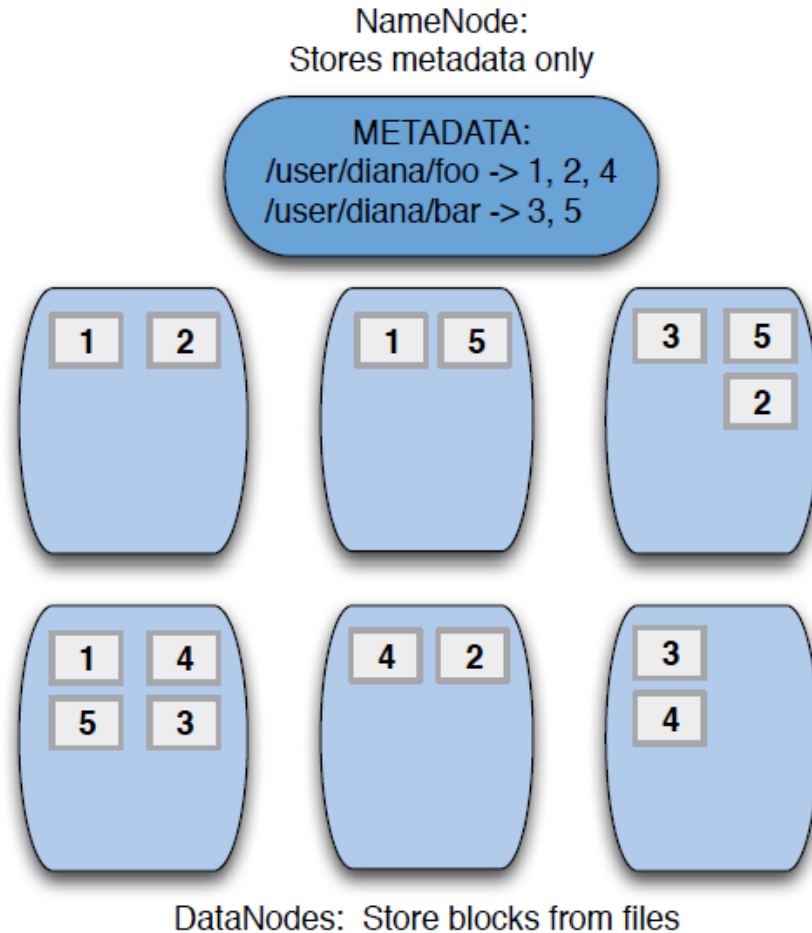 NameNode:
Stores metadata only
METADATA:
/user/diana/foo -> 1, 2, 4
/user/diana/bar -> 3, 5
1 2
1 5
3 5
2
1 4
5 3
4 2
3
4
DataNodes: Store blocks from files